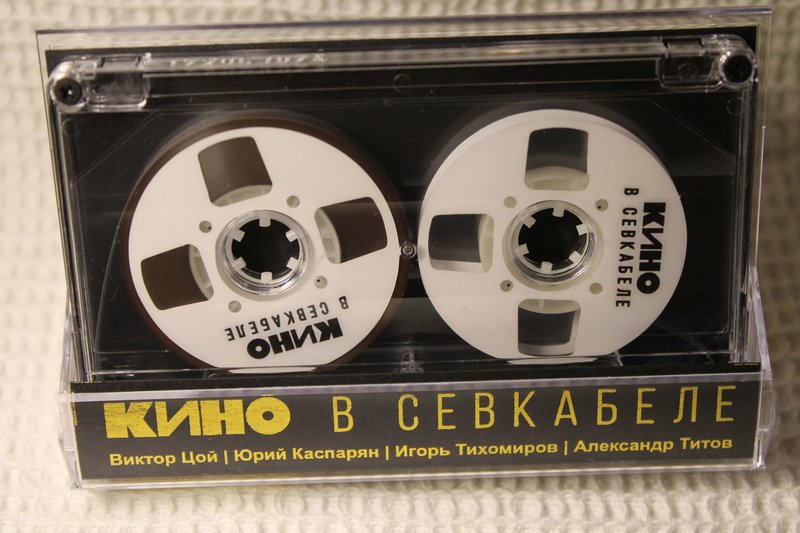 КИНО
В СЕВКАБЕЛЕ
КИНО
В СЕВКАБЕЛЕ
КИНО В СЕВКАБЕЛЕ
Виктор Цой | Юрий Каспарян | Игорь Тихомиров | Александр Титов